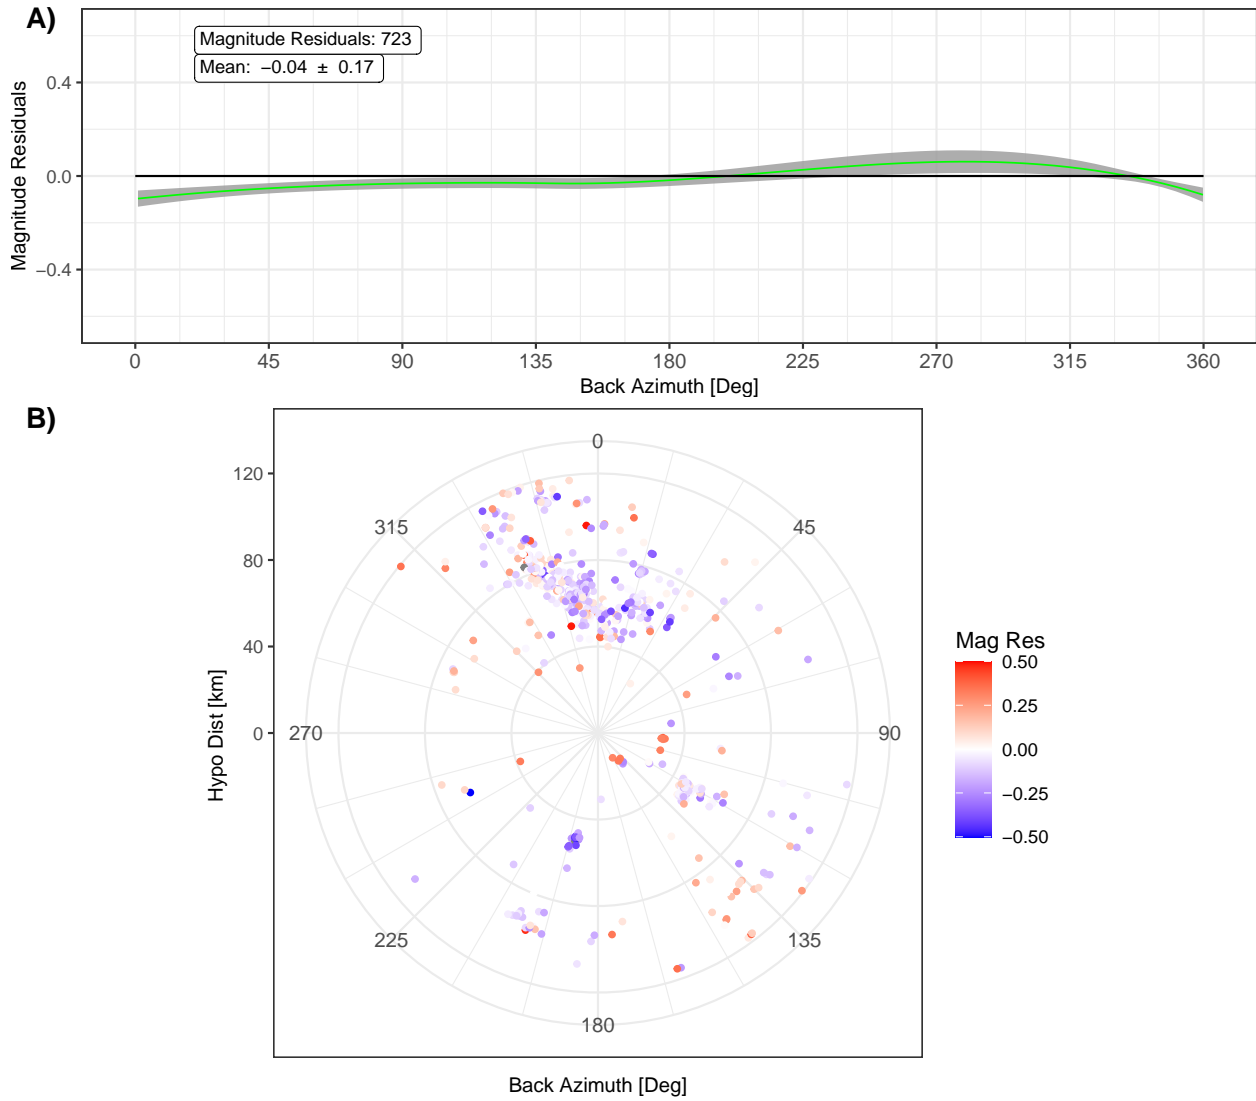 A)
Magnitude Residuals: 723
Mean:  −0.04  ±  0.17
0.4
0.0
−0.4
Magnitude Residuals
0 45 90 135 180 225 270 315 360
Back Azimuth [Deg]
B)
0
45
90
135
180
225
270
315
120
80
40
0
Hypo Dist [km]
Back Azimuth [Deg]
Mag Res
0.50
0.25
0.00
−0.25
−0.50